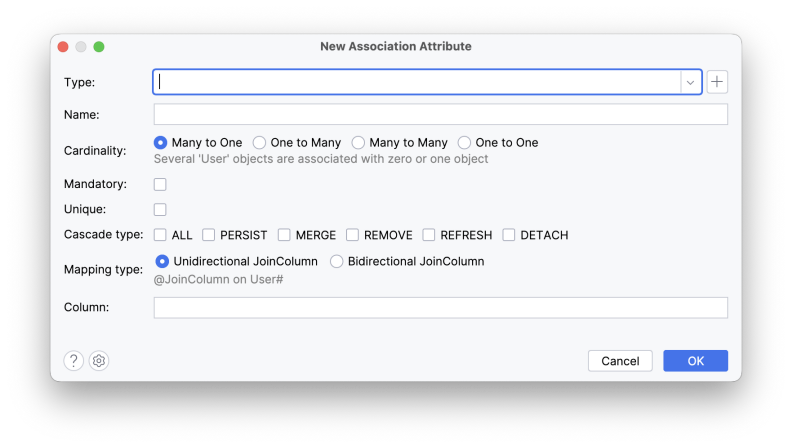 New Association Attribute
Type:
Name:
Cardinality: Many to One One to Many Many to Many One to One
Several 'User' objects are associated with zero or one object
Mandatory:
Unique:
Cascade type: ALL PERSIST MERGE REMOVE REFRESH DETACH
Mapping type: Unidirectional JoinColumn Bidirectional JoinColumn
@JoinColumn on User#
Column:
? Cancel OK